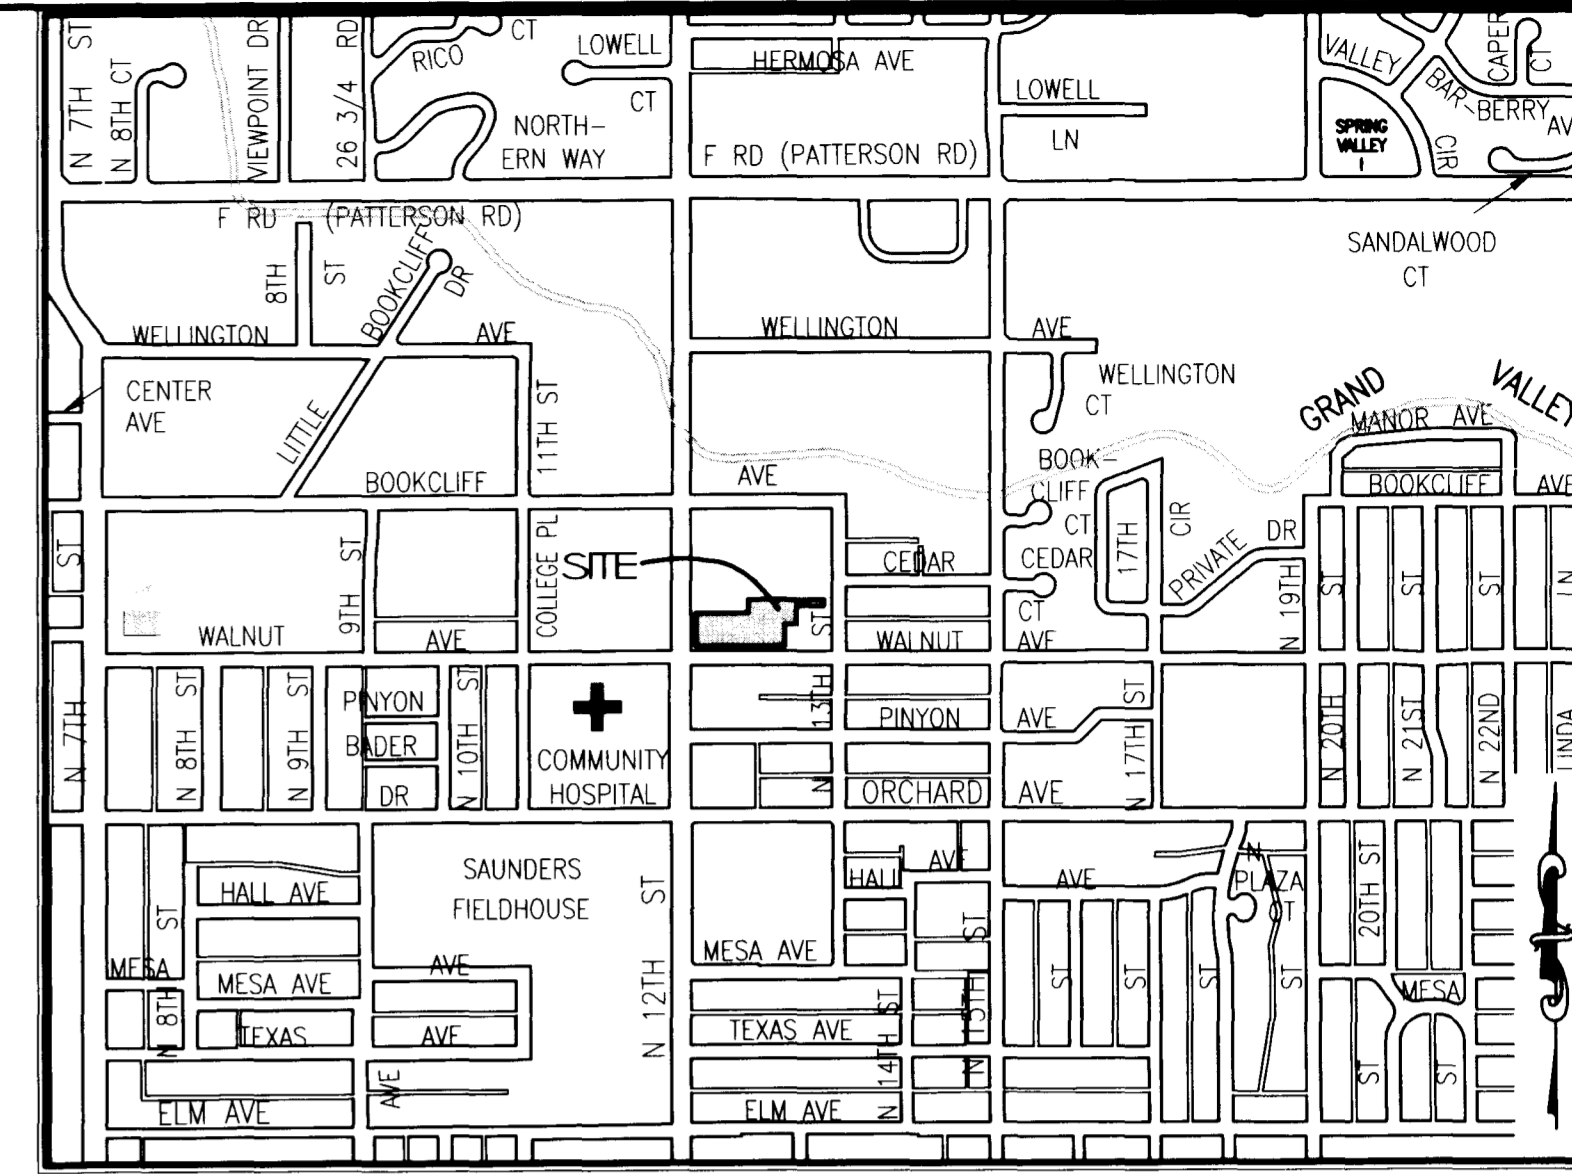 N 7TH ST
N 8TH CT
VIEWPOINT DR
26 3/4 RD
RICO
CT
LOWELL
CT
NORTH-
ERN WAY
HERMOSA AVE
F RD (PATTERSON RD)
LOWELL
LN
VALLEY
SPRING
VALLEY
I
CIR
BAR-
BERRY
AV
CAPER
CT
SANDALWOOD
CT
F RD (PATTERSON RD)
8TH ST
LITTLE BOOKCLIFF DR
WELLINGTON AVE
WELLINGTON AVE
WELLINGTON
CT
GRAND VALLEY
MANOR AVE
CENTER
AVE
11TH ST
BOOKCLIFF AVE
BOOKCLIFF AVE
BOOK-
CLIFF
CT
CEDAR
CT
17TH
CIR
PRIVATE DR
N 19TH
ST
ST
ST
LN
ST
9TH ST
COLLEGE PL
SITE
CEDAR
ST
WALNUT AVE
WALNUT AVE
N 7TH
N 8TH ST
N 9TH ST
PINYON
BADER
DR
N 10TH ST
COMMUNITY
HOSPITAL
N 13TH
PINYON AVE
N 17TH ST
N 20TH
N 21ST
N 22ND
LINDA
ORCHARD AVE
HALL AVE
SAUNDERS
FIELDHOUSE
N 12TH ST
HALL AVE
AVE
N
PLAZA
CT
20TH ST
MESA
MESA AVE
AVE
MESA AVE
MESA
N 8TH
ST
TEXAS AVE
TEXAS AVE
N 14TH ST
N 15TH ST
ST
ST
ST
ST
ST
ST
ELM AVE
AVE
ELM AVE